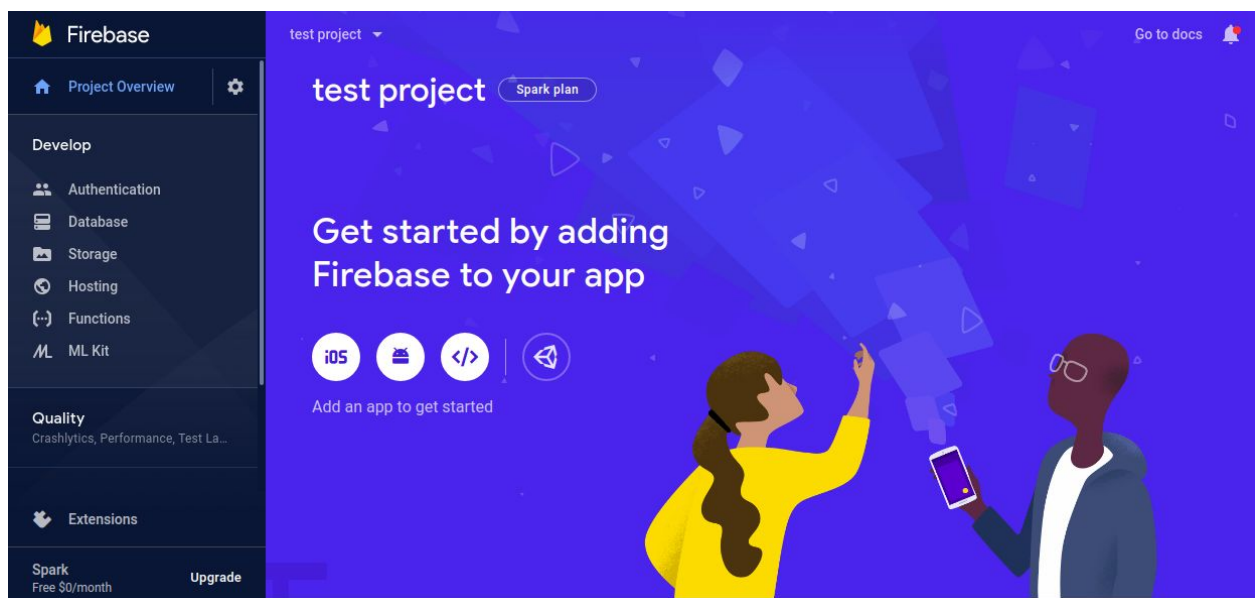 Firebase
Project Overview
Develop
Authentication
Database
Storage
Hosting
Functions
ML Kit
Quality
Crashlytics, Performance, Test La...
Extensions
Spark
Free $0/month
Upgrade
test project
Go to docs
test project
Spark plan
Get started by adding
Firebase to your app
iOS
</>
Add an app to get started